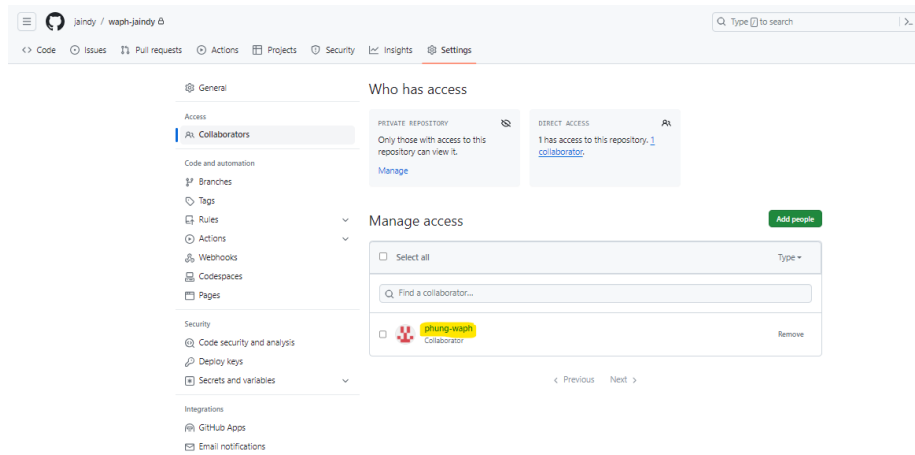 jaindy / waph-jaindy
Type / to search
Code Issues Pull requests Actions Projects Security Insights Settings
General
Access
Collaborators
Code and automation
Branches
Tags
Rules
Actions
Webhooks
Codespaces
Pages
Security
Code security and analysis
Deploy keys
Secrets and variables
Integrations
GitHub Apps
Email notifications
Who has access
PRIVATE REPOSITORY
Only those with access to this
repository can view it.
Manage
DIRECT ACCESS
1 has access to this repository. 1
collaborator.
Manage access
Add people
Select all
Type
Find a collaborator...
phung-waph
Collaborator
Remove
Previous Next